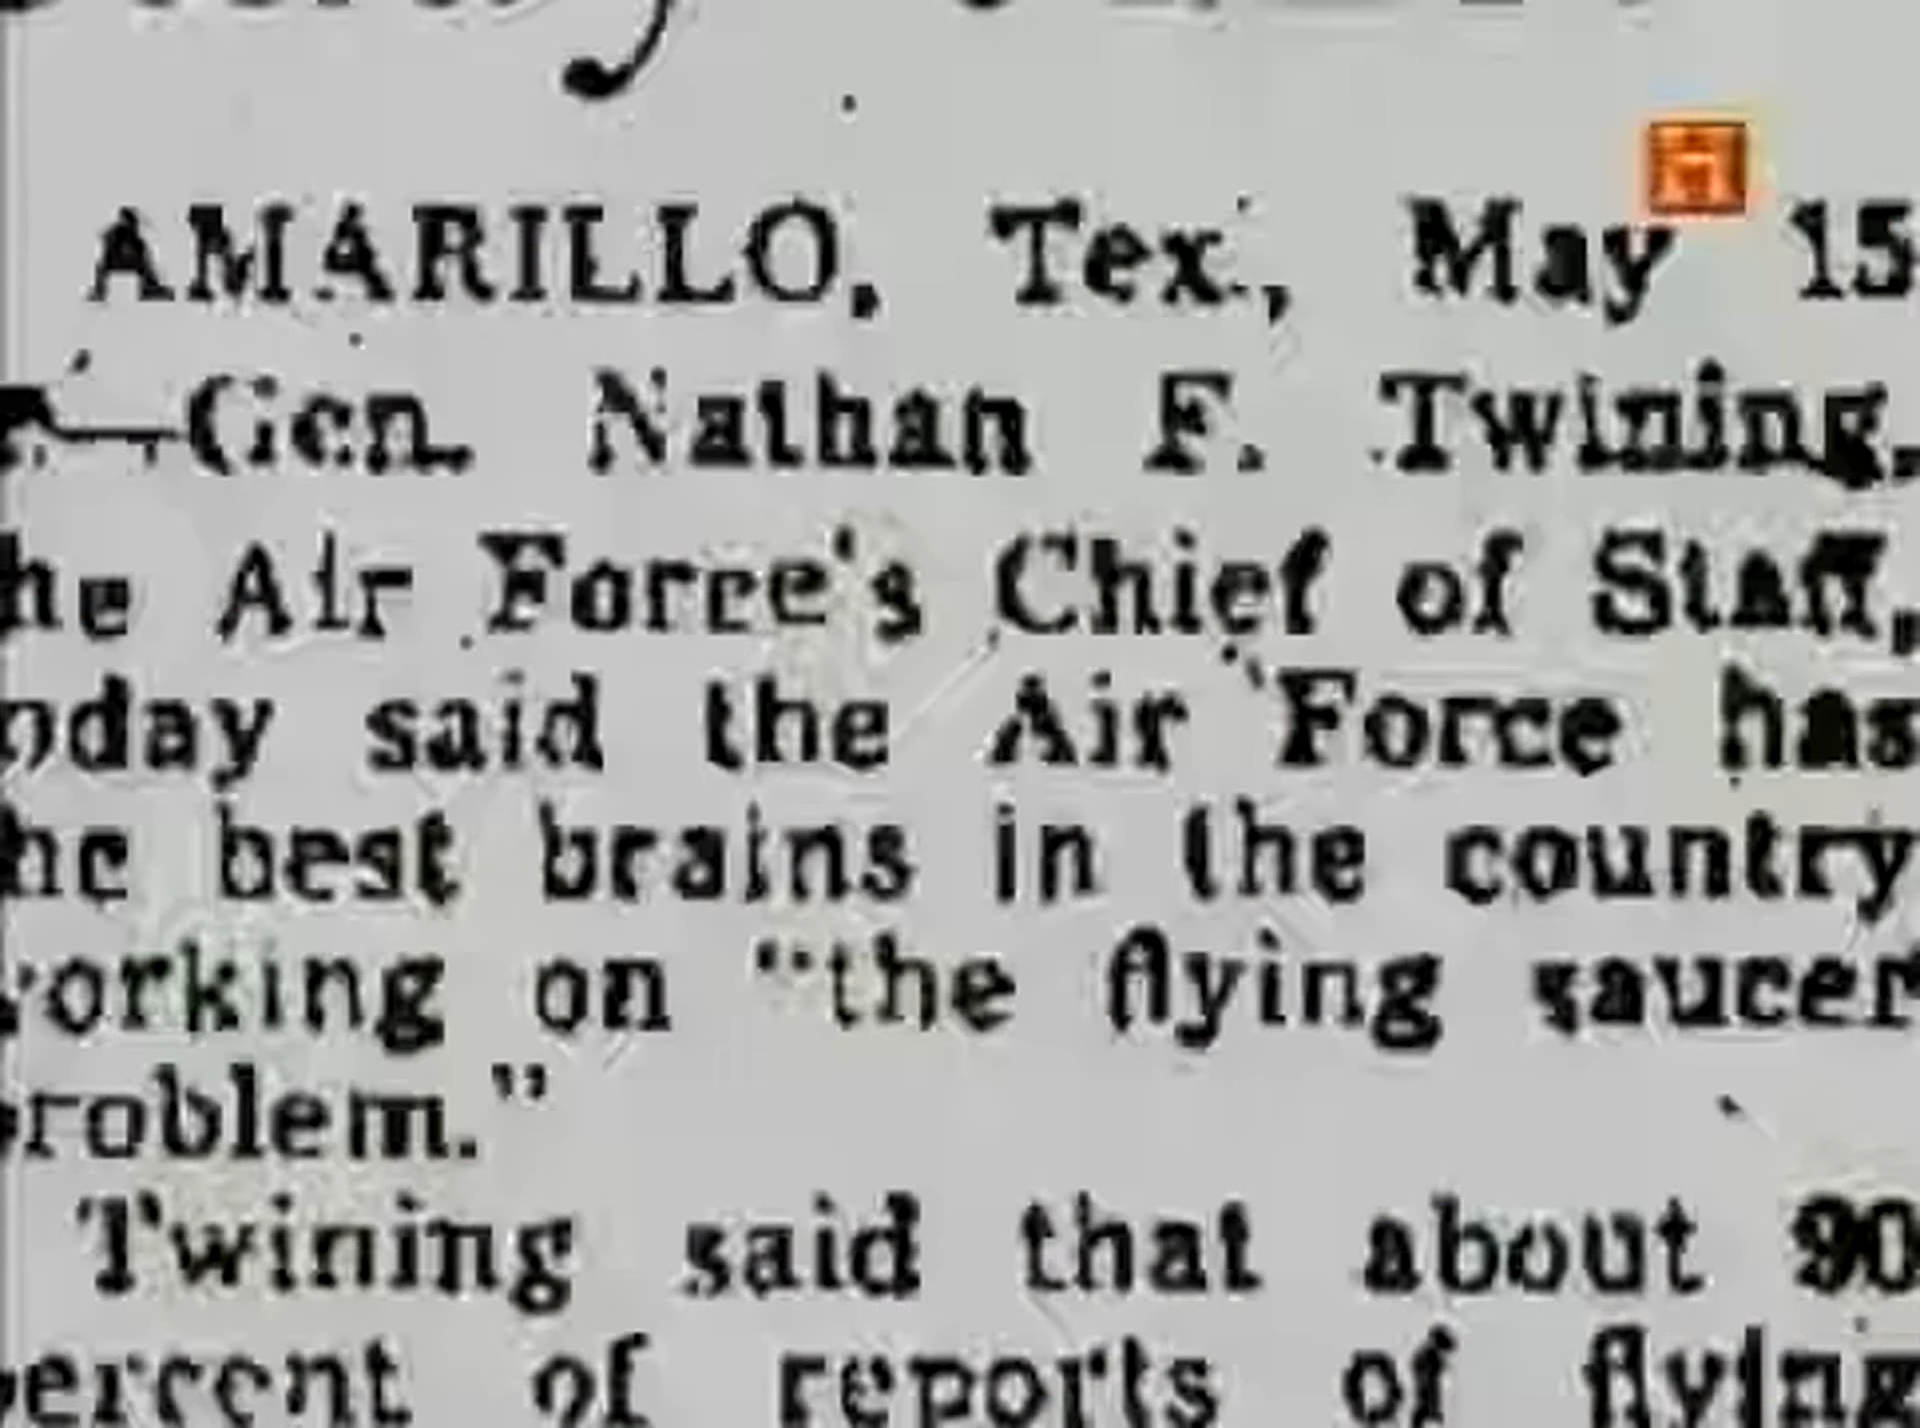 AMARILLO, Tex., May 15
—Gen. Nathan F. Twining,
he Air Force's Chief of Staff,
oday said the Air Force has
he best brains in the country
orking on “the flying saucer
roblem.”
Twining said that about 90
percent of reports of flying